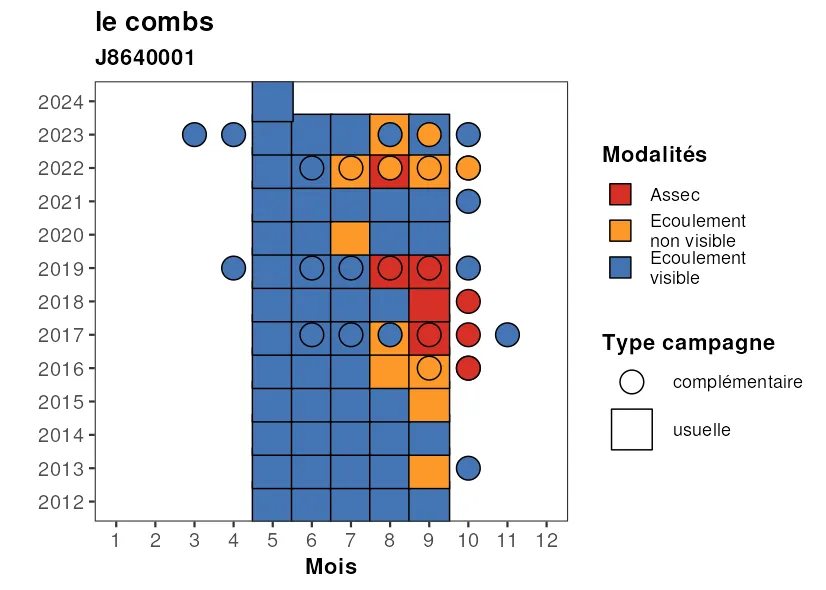 le combs
J8640001
2024
2023
2022
2021
2020
2019
2018
2017
2016
2015
2014
2013
2012
1 2 3 4 5 6 7 8 9 10 11 12
Mois
Modalités
Assec
Ecoulement
non visible
Ecoulement
visible
Type campagne
complémentaire
usuelle